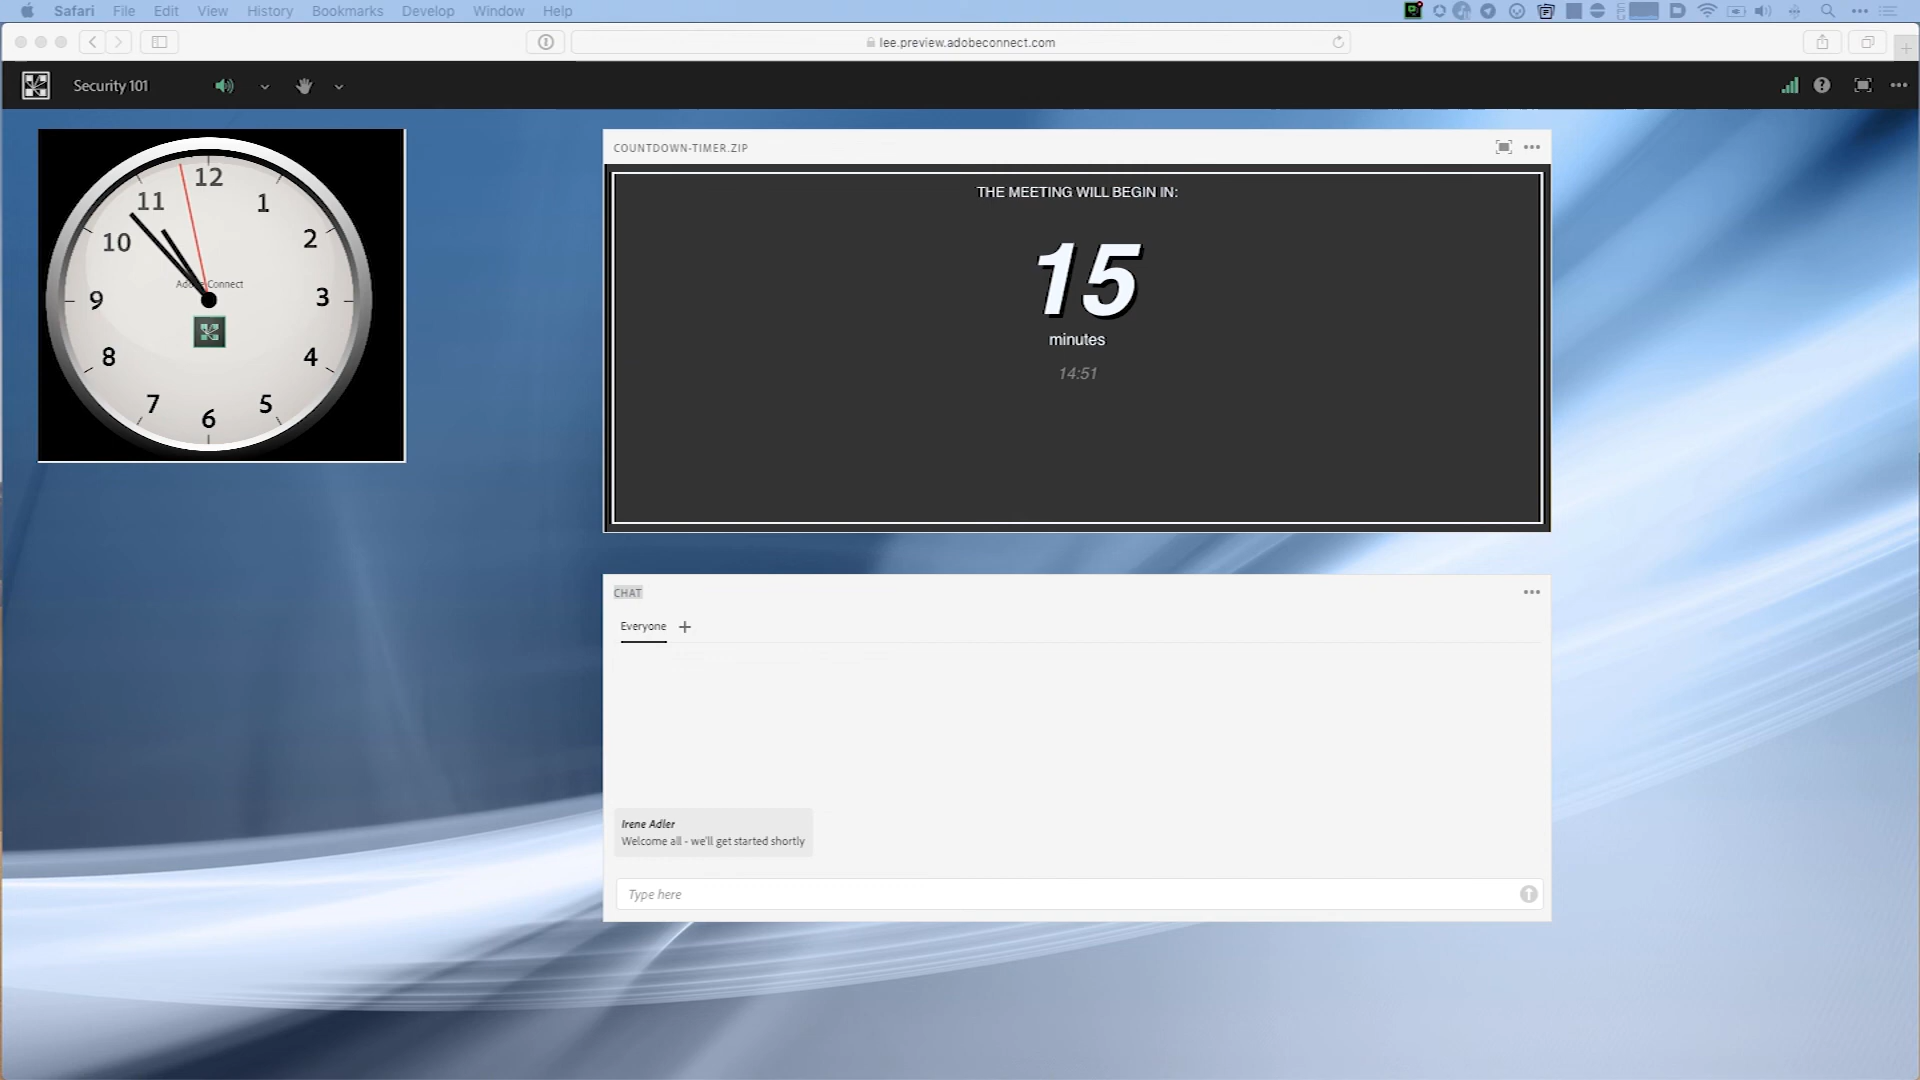 Safari File Edit View History Bookmarks Develop Window Help
lee.preview.adobeconnect.com
Security 101
12
11
1
10
2
9
3
8
4
7
5
6
COUNTDOWN-TIMER.ZIP
THE MEETING WILL BEGIN IN:
15
minutes
14:51
CHAT
Everyone
Irene Adler
Welcome all - we'll get started shortly
Type here